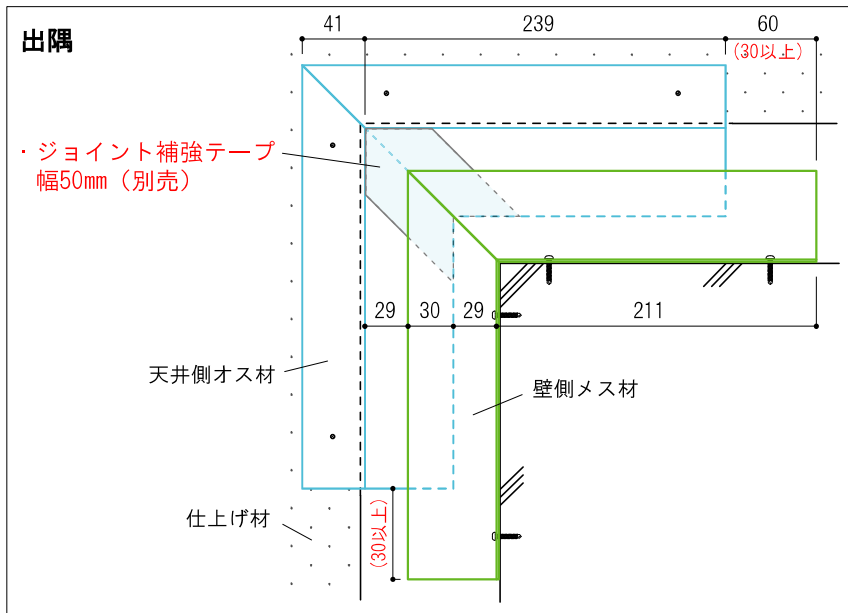 出隅
41
239
60
(30以上)
・ジョイント補強テープ
幅50mm（別売）
29
30
29
211
天井側オス材
壁側メス材
仕上げ材
(30以上)